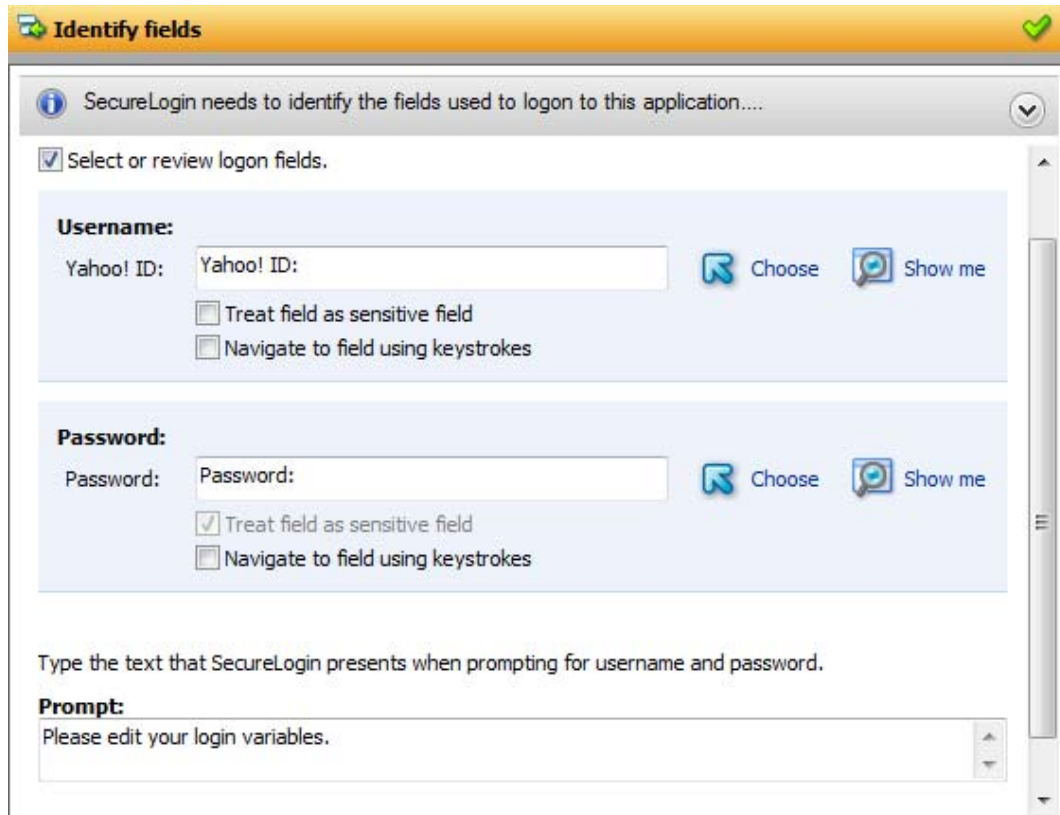 Identify fields
SecureLogin needs to identify the fields used to logon to this application....
Select or review logon fields.
Username:
Yahoo! ID: Yahoo! ID: Choose Show me
Treat field as sensitive field
Navigate to field using keystrokes
Password:
Password: Password: Choose Show me
Treat field as sensitive field
Navigate to field using keystrokes
Type the text that SecureLogin presents when prompting for username and password.
Prompt:
Please edit your login variables.